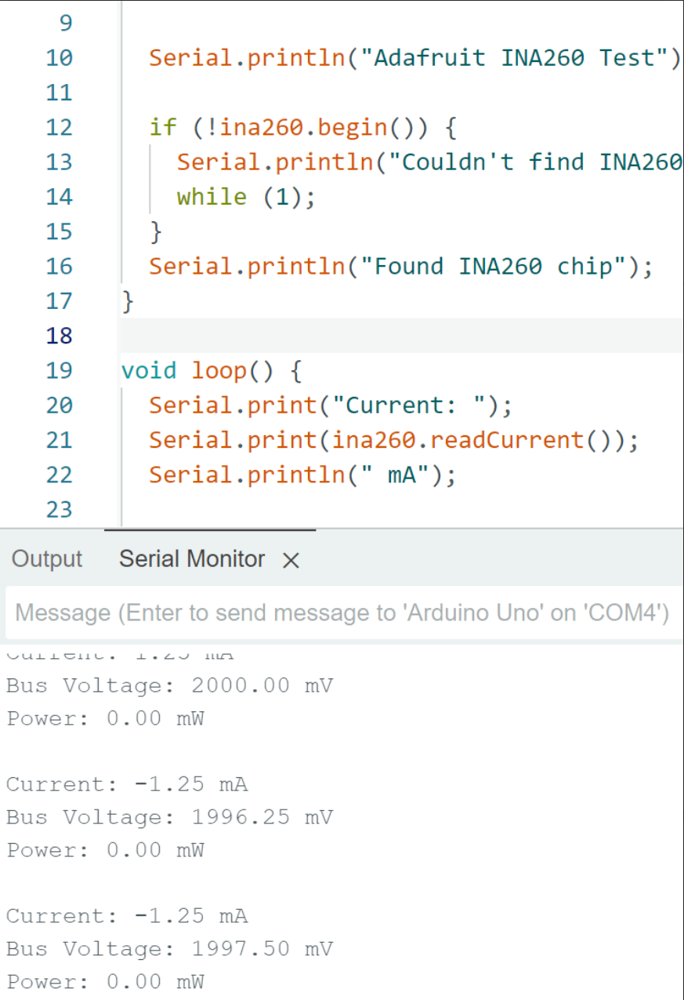 9
10 Serial.println("Adafruit INA260 Test")
11
12 if (!ina260.begin()) {
13 Serial.println("Couldn't find INA260
14 while (1);
15 }
16 Serial.println("Found INA260 chip");
17 }
18
19 void loop() {
20 Serial.print("Current: ");
21 Serial.print(ina260.readCurrent());
22 Serial.println(" mA");
23
Output Serial Monitor X
Message (Enter to send message to 'Arduino Uno' on 'COM4')
Current: 1.25 mA
Bus Voltage: 2000.00 mV
Power: 0.00 mW
Current: -1.25 mA
Bus Voltage: 1996.25 mV
Power: 0.00 mW
Current: -1.25 mA
Bus Voltage: 1997.50 mV
Power: 0.00 mW